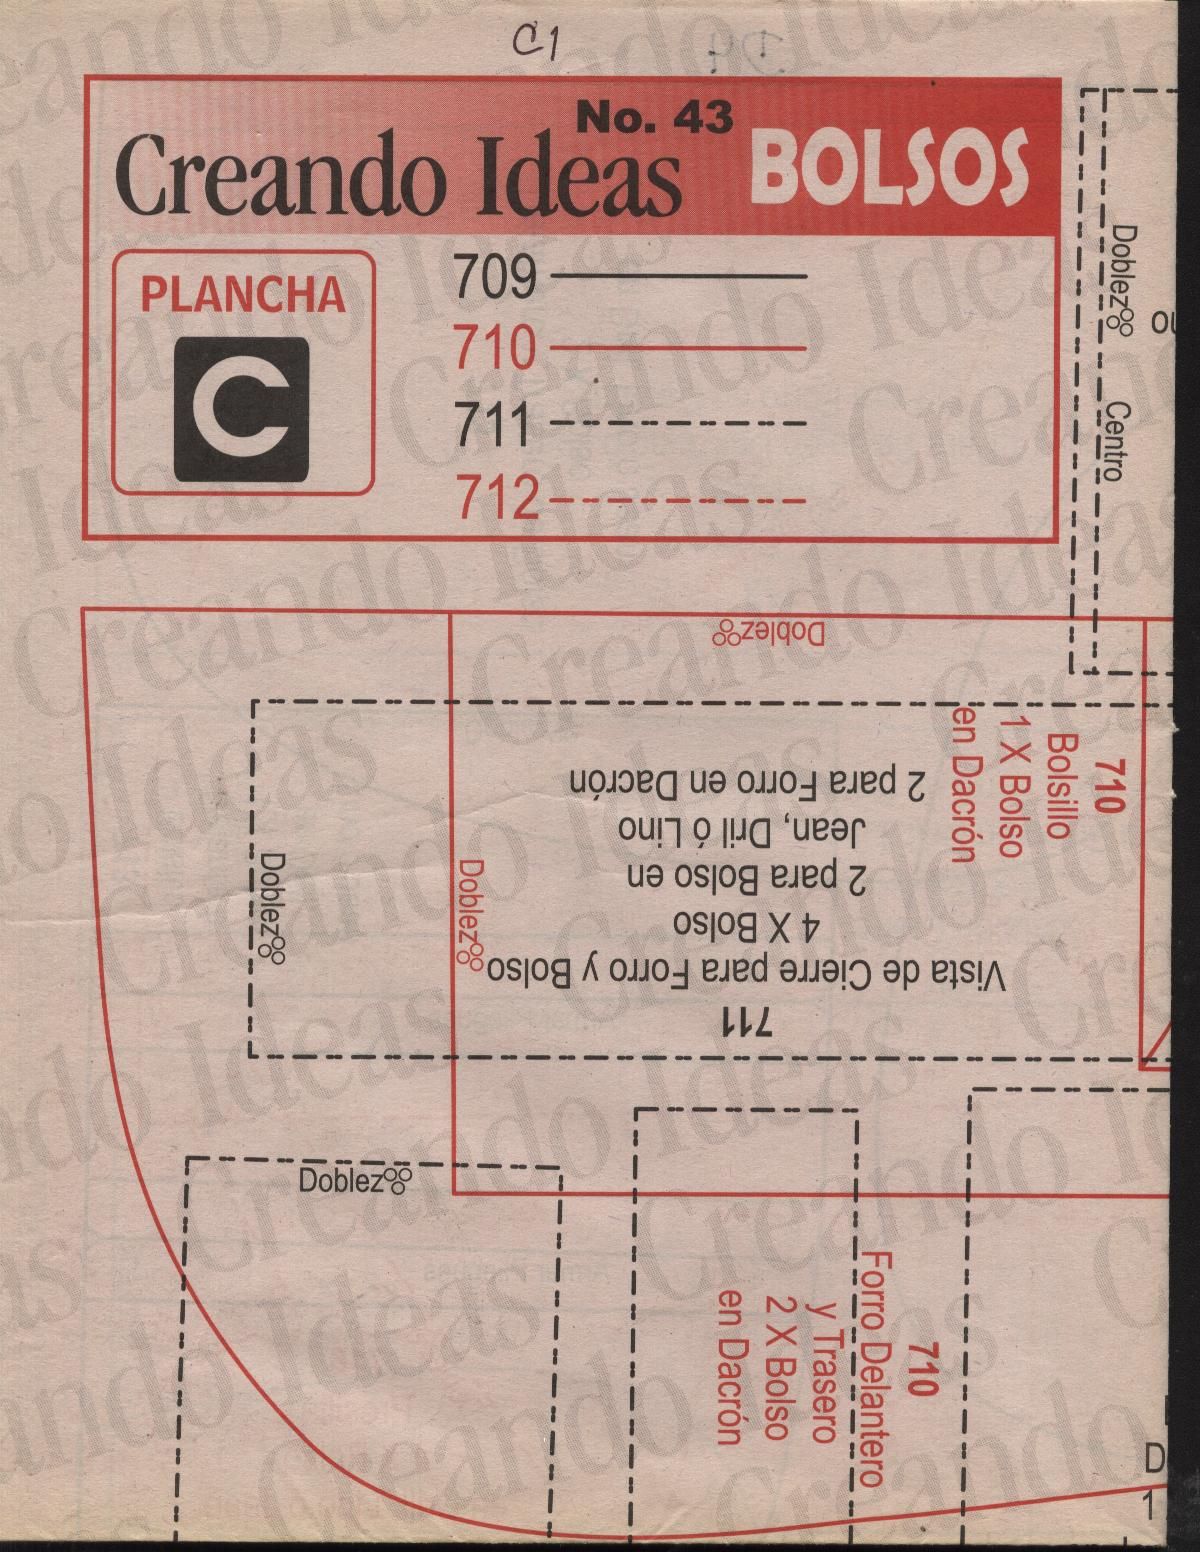 C1
D4
No. 43
Creando Ideas BOLSOS
PLANCHA
C
709
710
711
712
Doblez
Centro
Doblez
710
Bolsillo
1 X Bolso
en Dacrón
711
Vista de Cierre para Forro y Bolso
4 X Bolso
2 para Bolso en
Jean, Dril ó Lino
2 para Forro en Dacrón
Doblez
Doblez
Doblez
710
Forro Delantero
y Trasero
2 X Bolso
en Dacrón
D
1